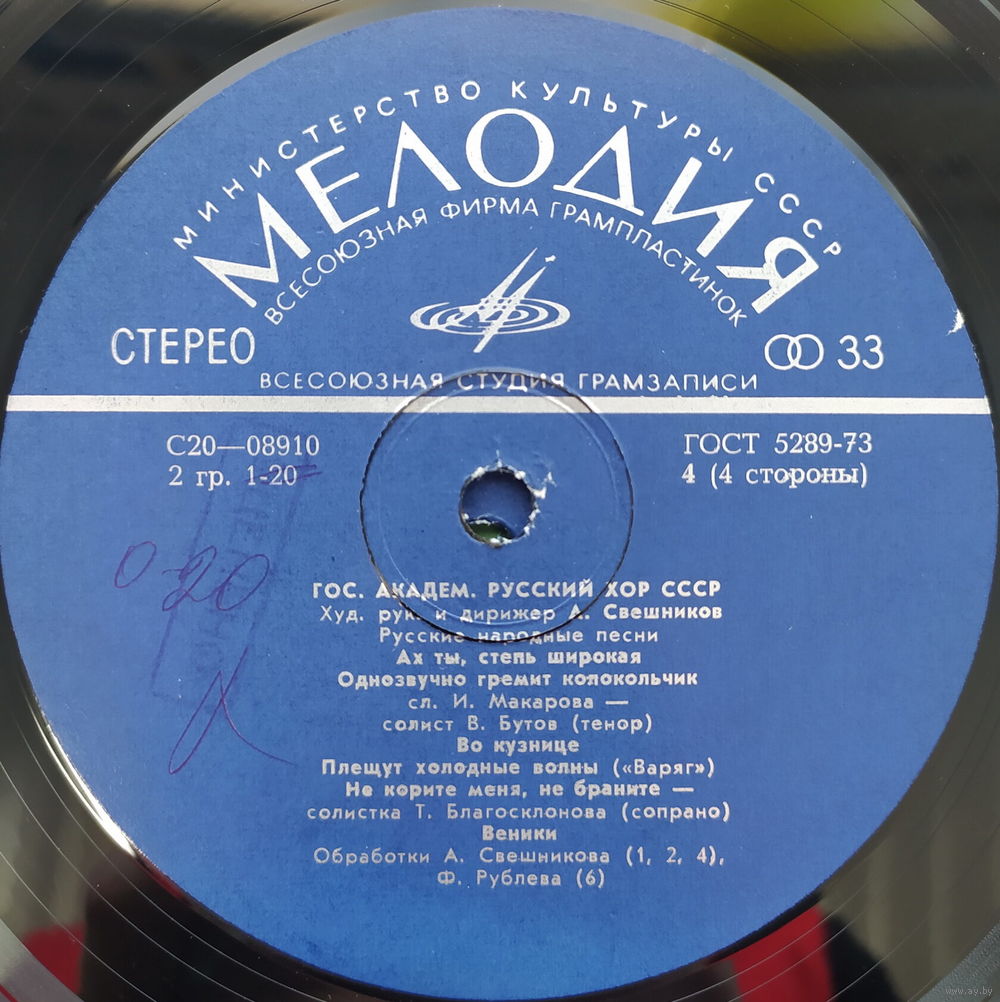 МИНИСТЕРСТВО КУЛЬТУРЫ СССР
МЕЛОДИЯ
ВСЕСОЮЗНАЯ ФИРМА ГРАМПЛАСТИНОК
СТЕРЕО
33
ВСЕСОЮЗНАЯ СТУДИЯ ГРАМЗАПИСИ
С20—08910
ГОСТ 5289-73
2 гр. 1-20
4 (4 стороны)
0-20
ГОС. АКАДЕМ. РУССКИЙ ХОР СССР
Худ. рук. и дирижер А. Свешников
Русские народные песни
Ах ты, степь широкая
Однозвучно гремит колокольчик
сл. И. Макарова —
солист В. Бутов (тенор)
Во кузнице
Плещут холодные волны («Варяг»)
Не корите меня, не браните —
солистка Т. Благосклонова (сопрано)
Веники
Обработки А. Свешникова (1, 2, 4),
Ф. Рублева (6)
www.ay.by